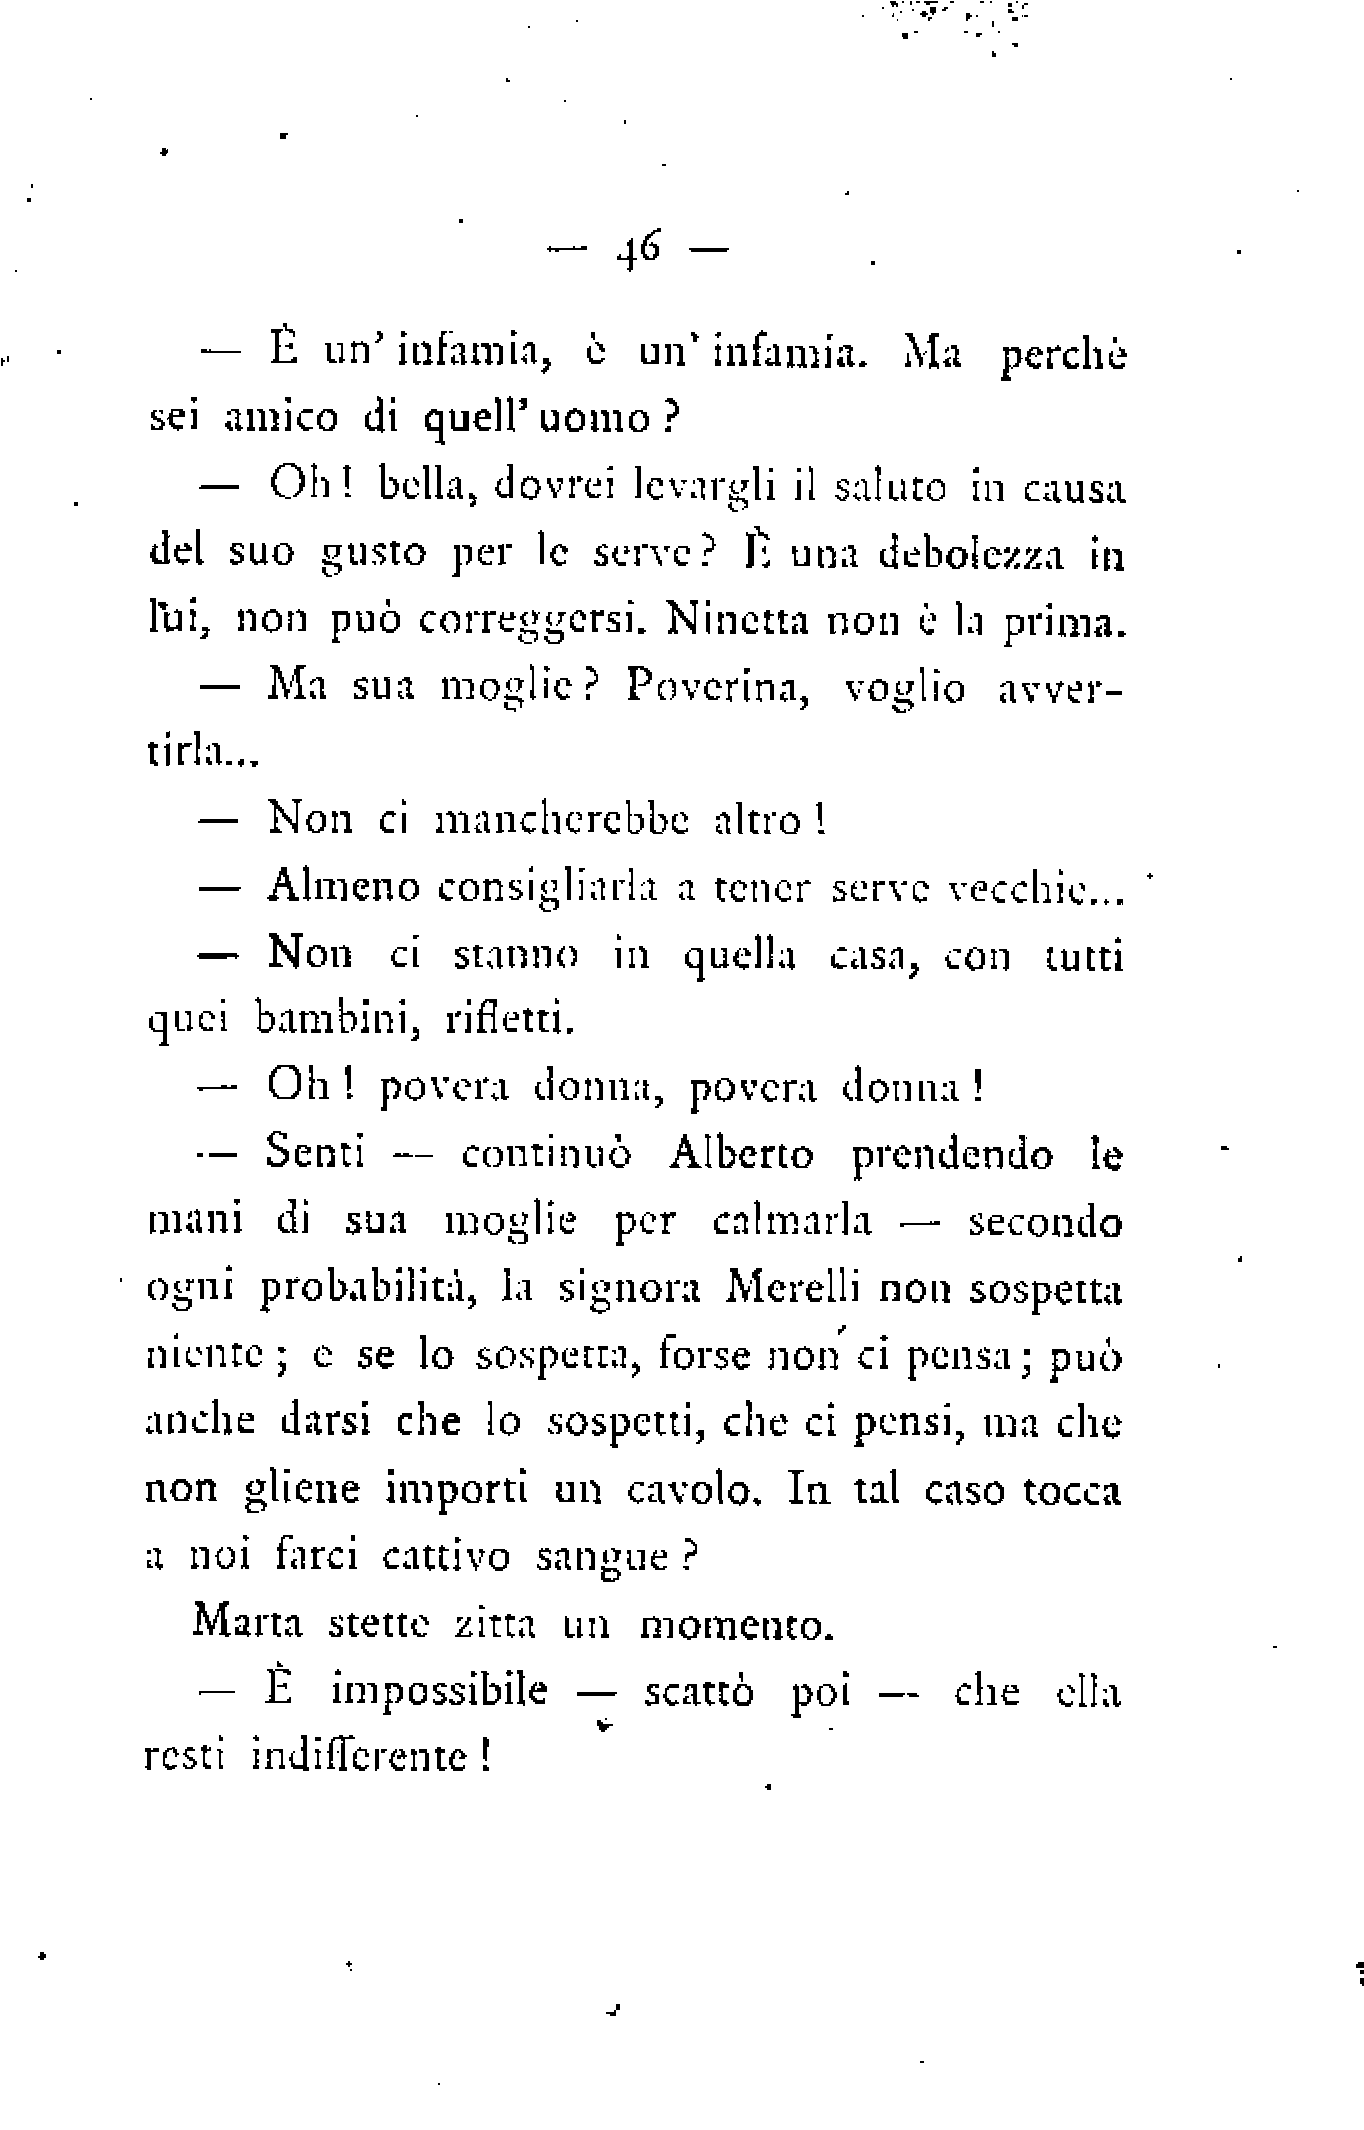 — 46 —
— È un' infamia, è un' infamia. Ma perchè
sei amico di quell' uomo ?
— Oh ! bella, dovrei levargli il saluto in causa
del suo gusto per le serve ? È una debolezza in
lui, non può correggersi. Ninetta non è la prima.
— Ma sua moglie ? Poverina, voglio avver-
tirla...
— Non ci mancherebbe altro !
— Almeno consigliarla a tener serve vecchie...
— Non ci stanno in quella casa, con tutti
quei bambini, rifletti.
— Oh ! povera donna, povera donna !
— Senti — continuò Alberto prendendo le
mani di sua moglie per calmarla — secondo
ogni probabilità, la signora Merelli non sospetta
niente ; e se lo sospetta, forse non ci pensa ; può
anche darsi che lo sospetti, che ci pensi, ma che
non gliene importi un cavolo. In tal caso tocca
a noi farci cattivo sangue ?
Marta stette zitta un momento.
— È impossibile — scattò poi — che ella
resti indifferente !